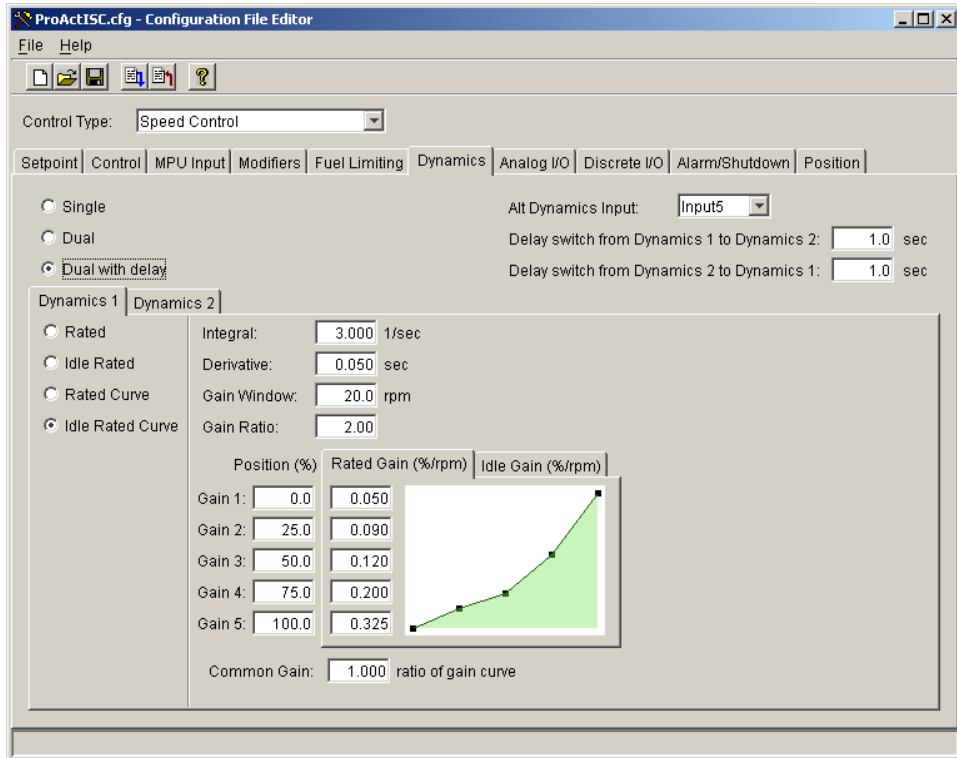 ProActISC.cfg - Configuration File Editor
File Help
Control Type: Speed Control
Setpoint Control MPU Input Modifiers Fuel Limiting Dynamics Analog I/O Discrete I/O Alarm/Shutdown Position
Single
Alt Dynamics Input: Input5
Dual
Delay switch from Dynamics 1 to Dynamics 2: 1.0 sec
Dual with delay
Delay switch from Dynamics 2 to Dynamics 1: 1.0 sec
Dynamics 1 Dynamics 2
Rated
Idle Rated
Rated Curve
Idle Rated Curve
Integral: 3.000 1/sec
Derivative: 0.050 sec
Gain Window: 20.0 rpm
Gain Ratio: 2.00
Position (%) Rated Gain (%/rpm) Idle Gain (%/rpm)
Gain 1: 0.0 0.050
Gain 2: 25.0 0.090
Gain 3: 50.0 0.120
Gain 4: 75.0 0.200
Gain 5: 100.0 0.325
Common Gain: 1.000 ratio of gain curve